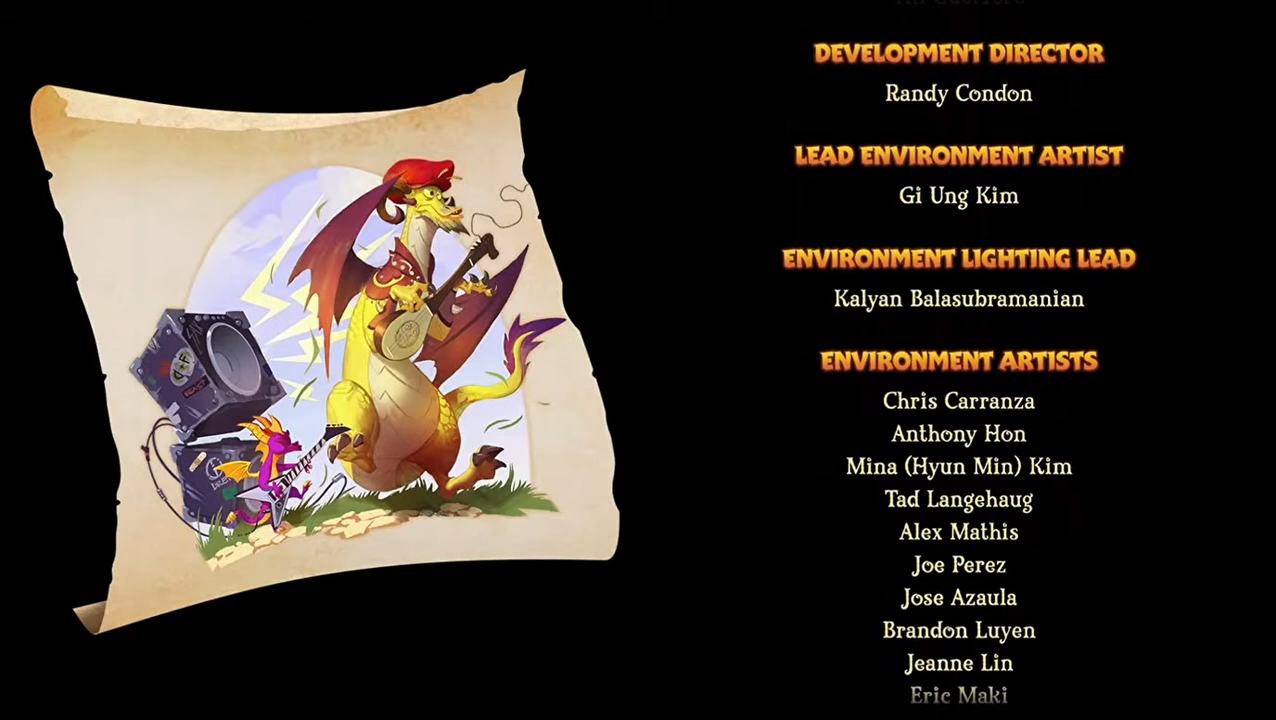 DEVELOPMENT DIRECTOR
Randy Condon
LEAD ENVIRONMENT ARTIST
Gi Ung Kim
ENVIRONMENT LIGHTING LEAD
Kalyan Balasubramanian
ENVIRONMENT ARTISTS
Chris Carranza
Anthony Hon
Mina (Hyun Min) Kim
Tad Langehaug
Alex Mathis
Joe Perez
Jose Azaula
Brandon Luyen
Jeanne Lin
Eric Maki